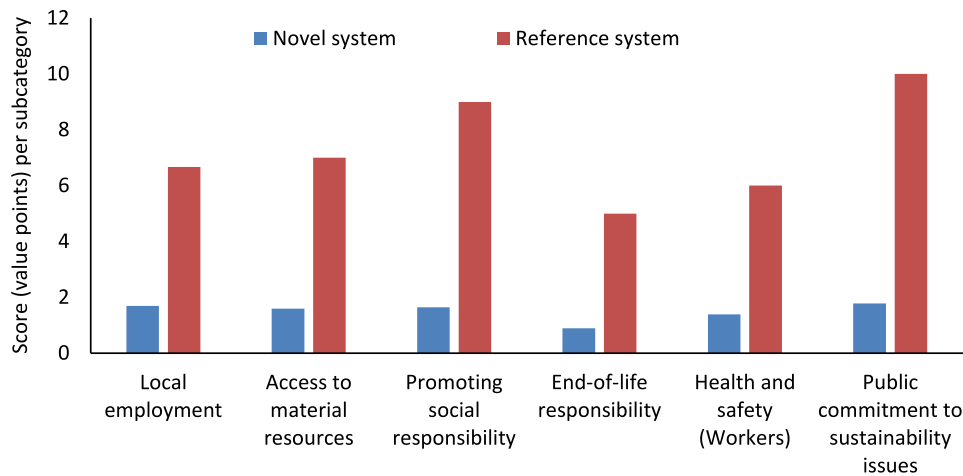 Score (value points) per subcategory
12
10
8
6
4
2
0
Novel system
Reference system
Local
employment
Access to
material
resources
Promoting
social
responsibility
End-of-life
responsibility
Health and
safety
(Workers)
Public
commitment to
sustainability
issues